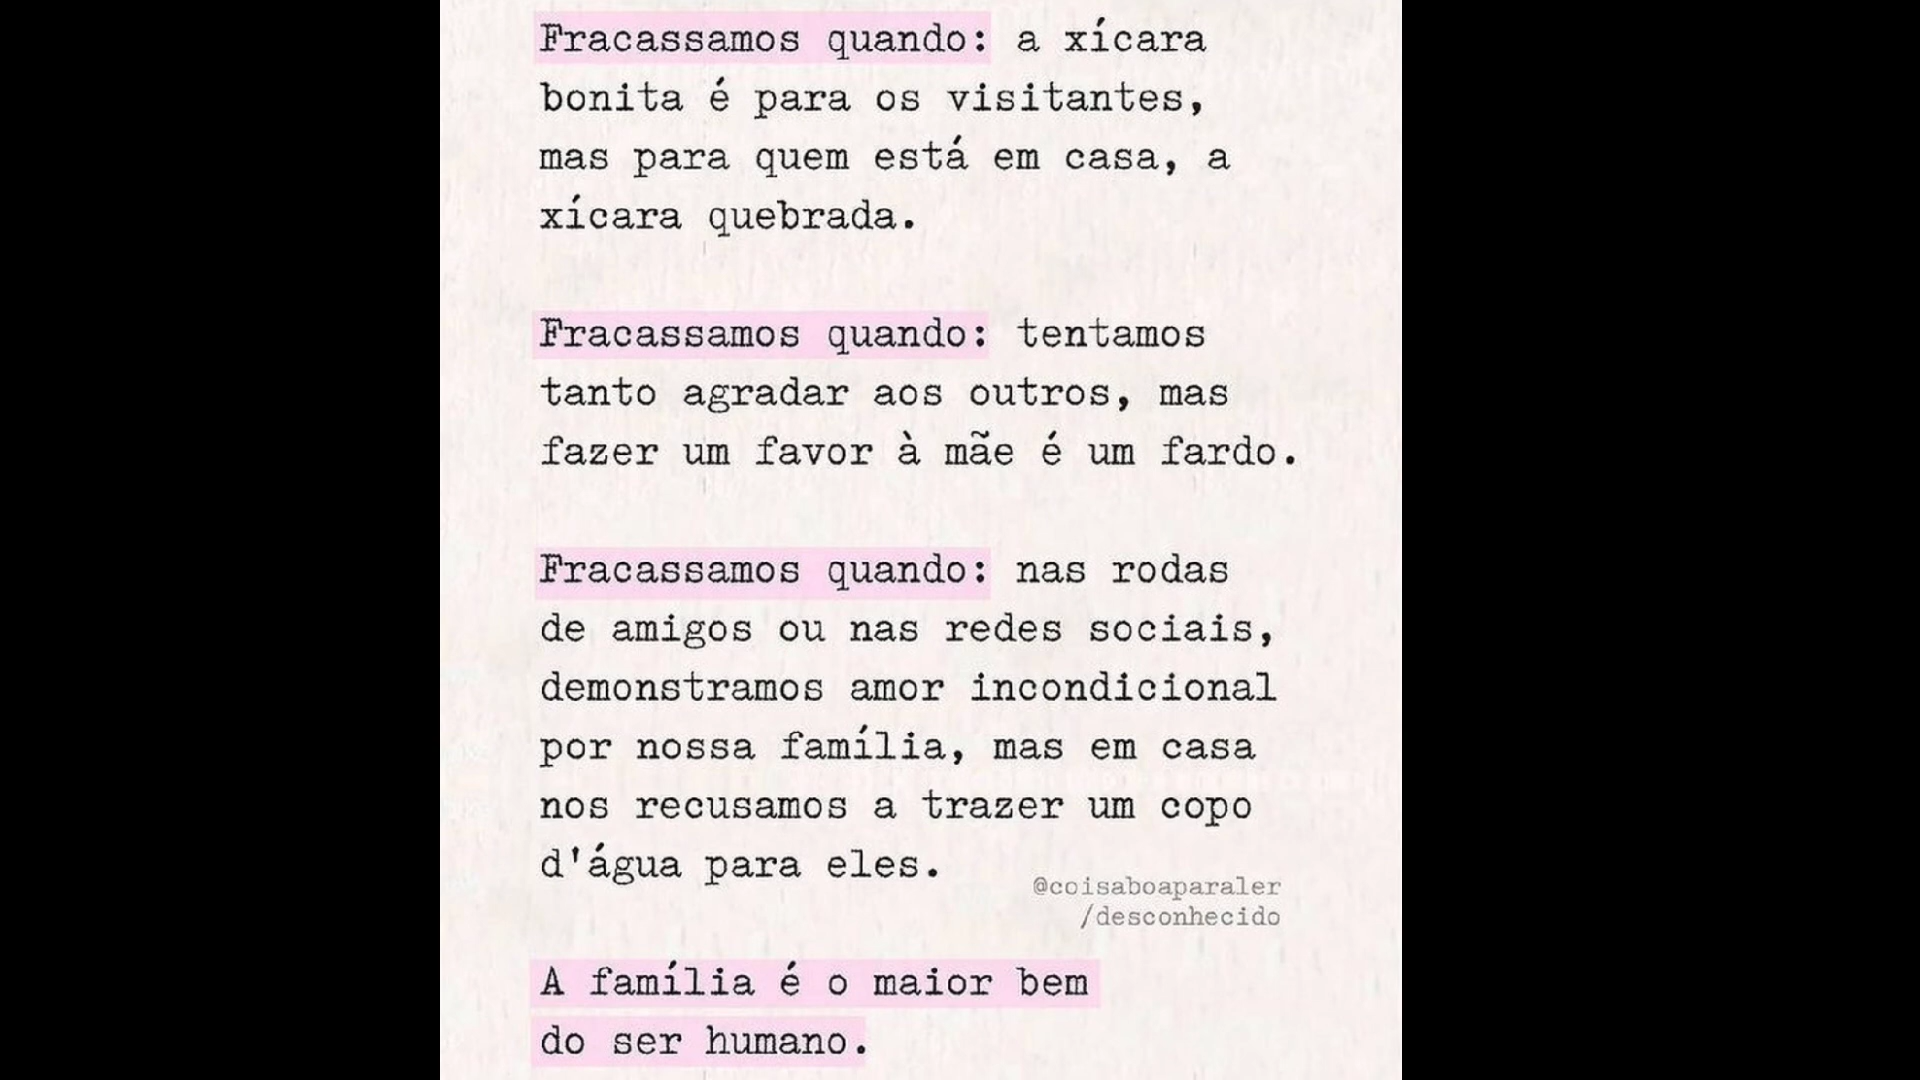 Fracassamos quando: a xícara
bonita é para os visitantes,
mas para quem está em casa, a
xícara quebrada.
Fracassamos quando: tentamos
tanto agradar aos outros, mas
fazer um favor à mãe é um fardo.
Fracassamos quando: nas rodas
de amigos ou nas redes sociais,
demonstramos amor incondicional
por nossa família, mas em casa
nos recusamos a trazer um copo
d'água para eles.
@coisaboaparaler
/desconhecido
A família é o maior bem
do ser humano.